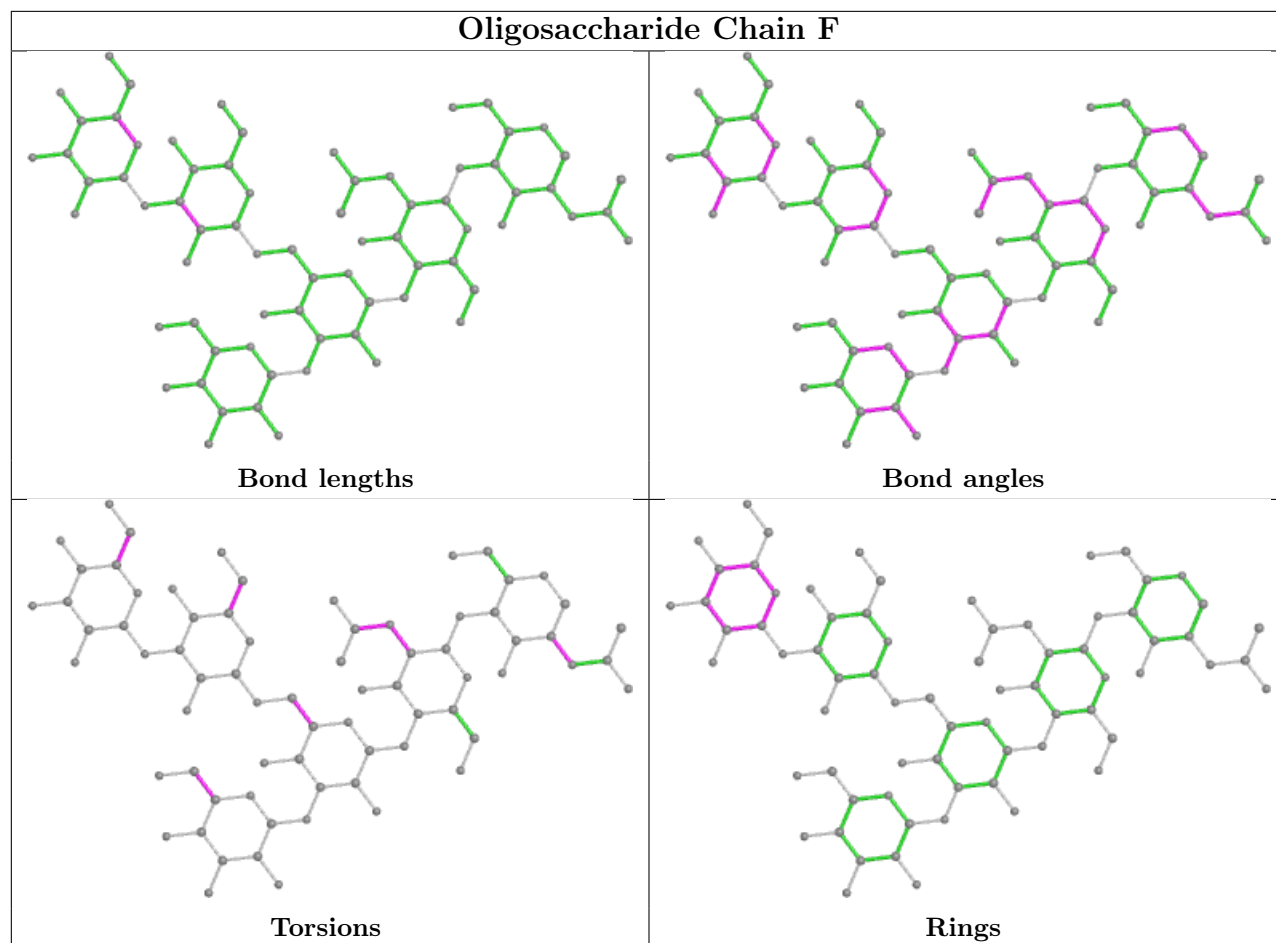 Oligosaccharide Chain F
Bond lengths
Bond angles
Torsions
Rings